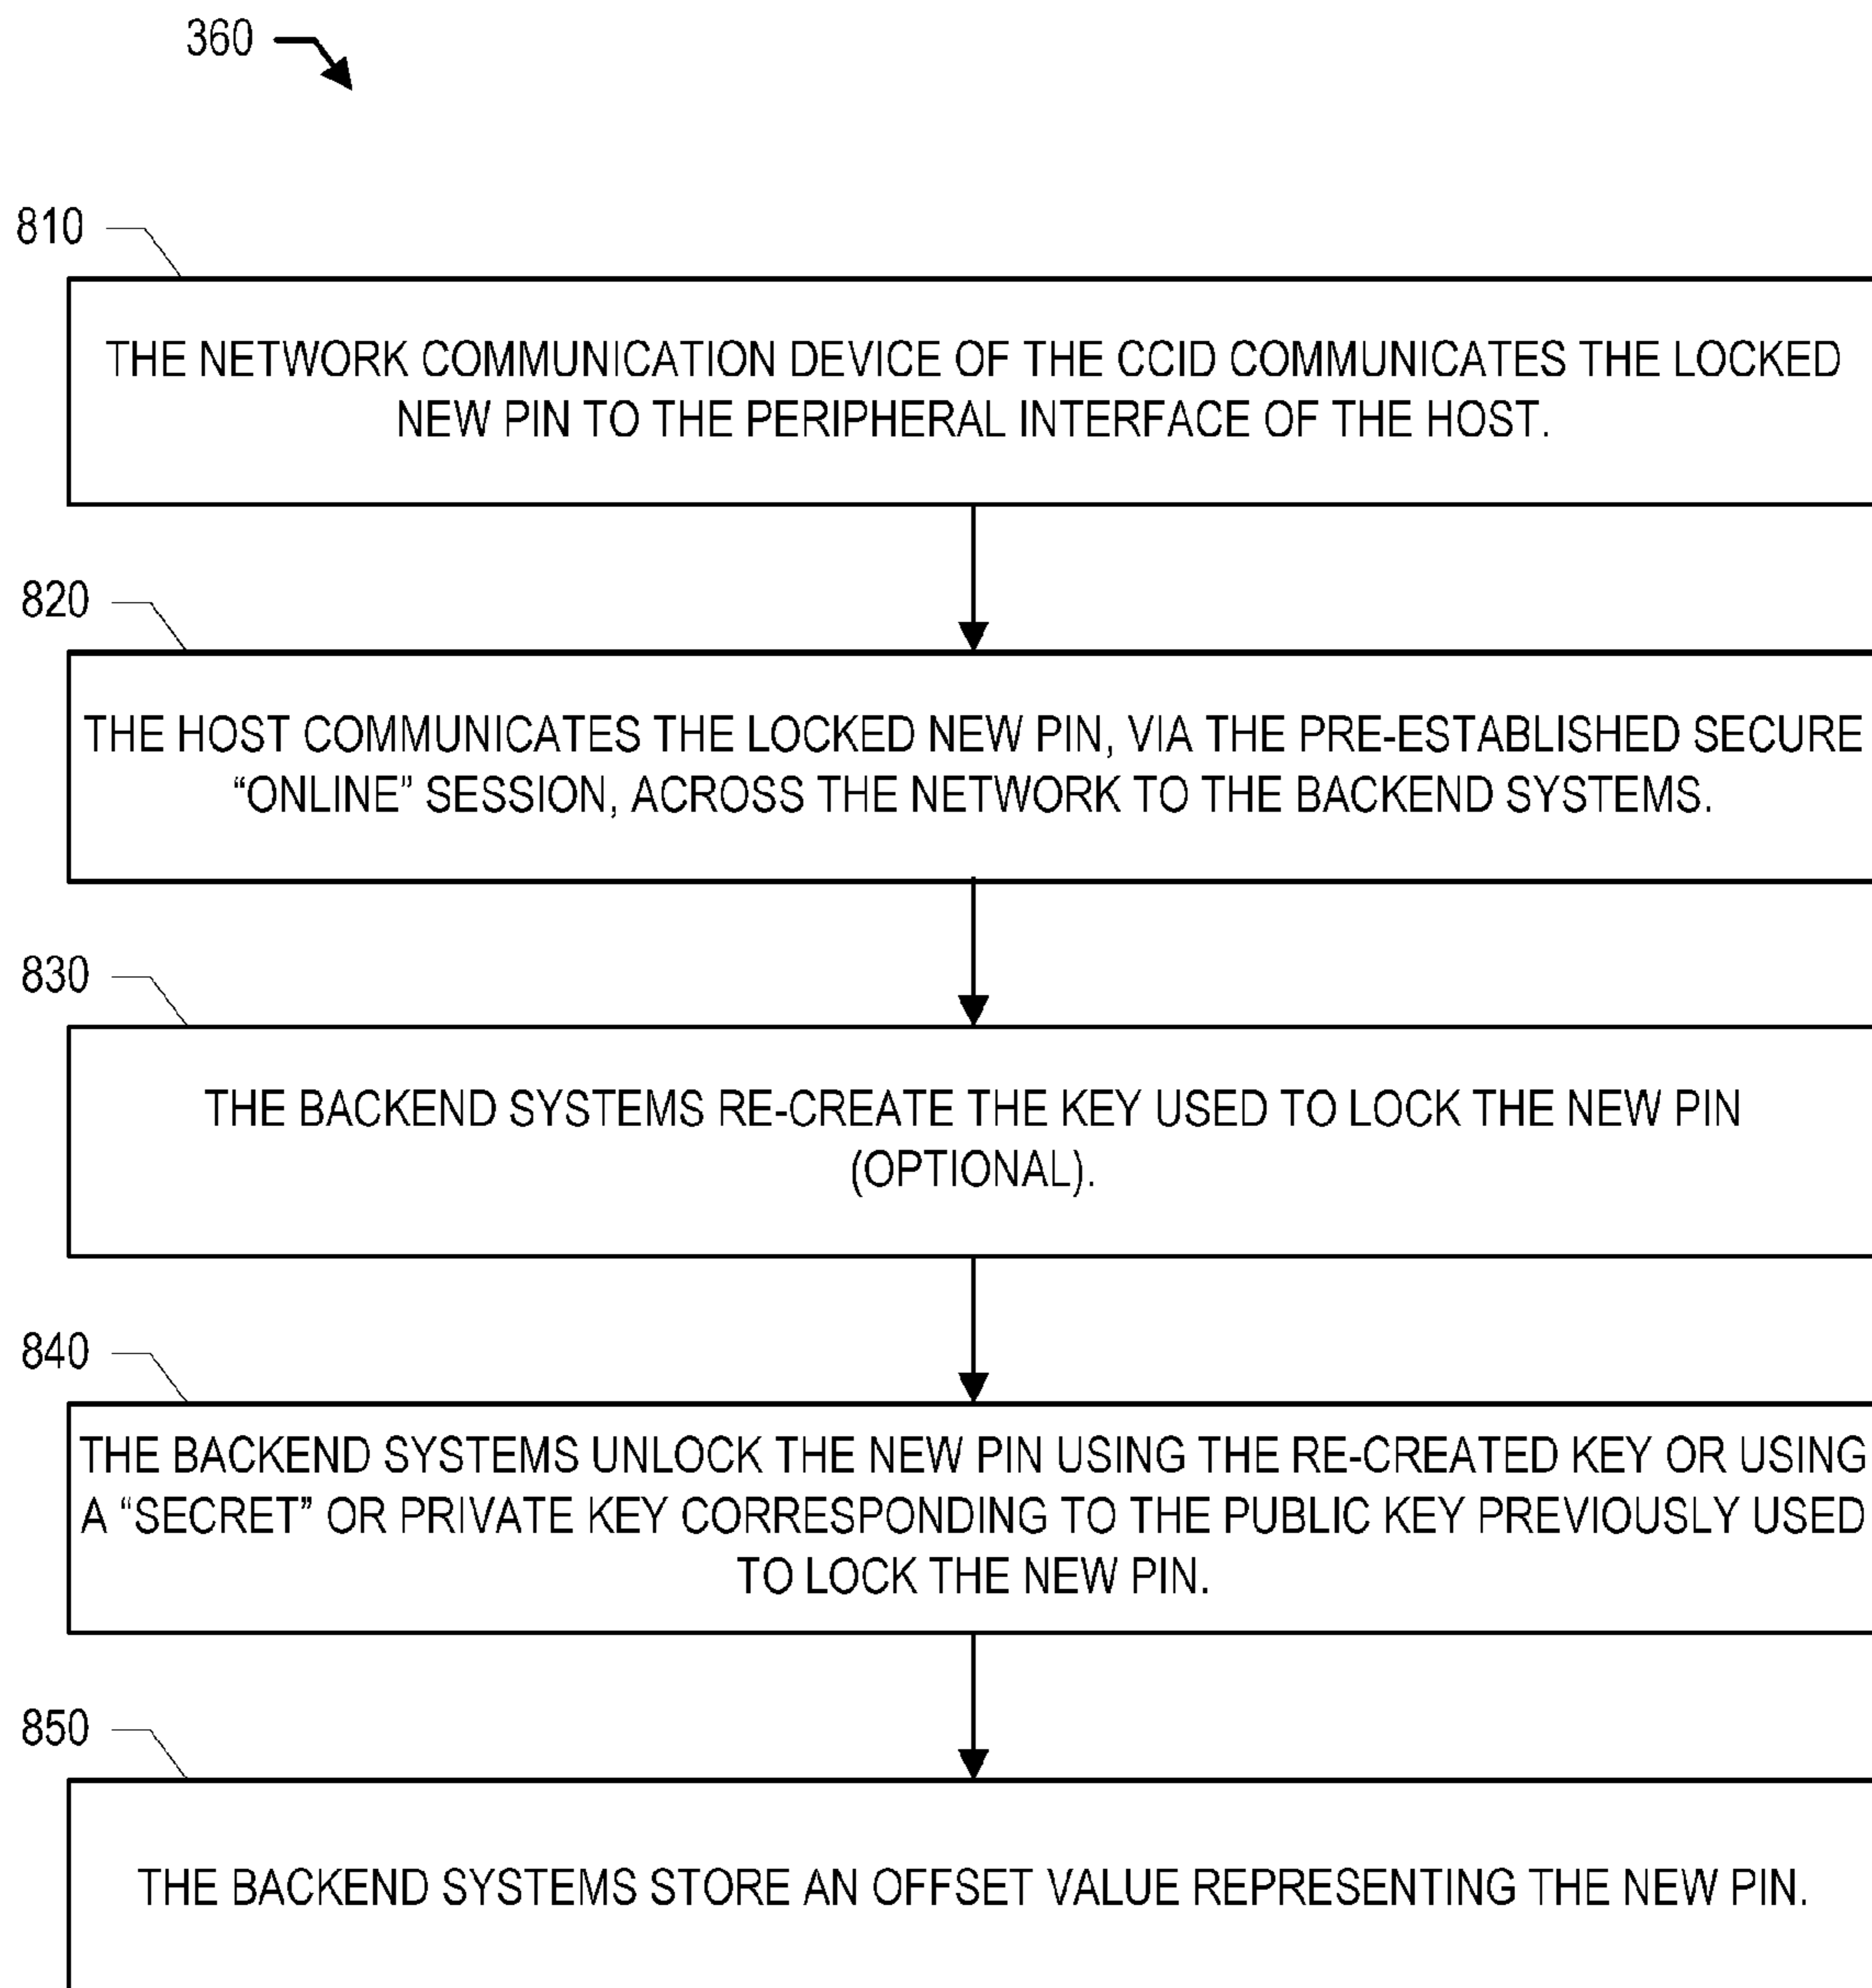 360
810
THE NETWORK COMMUNICATION DEVICE OF THE CCID COMMUNICATES THE LOCKED
NEW PIN TO THE PERIPHERAL INTERFACE OF THE HOST.
820
THE HOST COMMUNICATES THE LOCKED NEW PIN, VIA THE PRE-ESTABLISHED SECURE
“ONLINE” SESSION, ACROSS THE NETWORK TO THE BACKEND SYSTEMS.
830
THE BACKEND SYSTEMS RE-CREATE THE KEY USED TO LOCK THE NEW PIN
(OPTIONAL).
840
THE BACKEND SYSTEMS UNLOCK THE NEW PIN USING THE RE-CREATED KEY OR USING
A “SECRET” OR PRIVATE KEY CORRESPONDING TO THE PUBLIC KEY PREVIOUSLY USED
TO LOCK THE NEW PIN.
850
THE BACKEND SYSTEMS STORE AN OFFSET VALUE REPRESENTING THE NEW PIN.